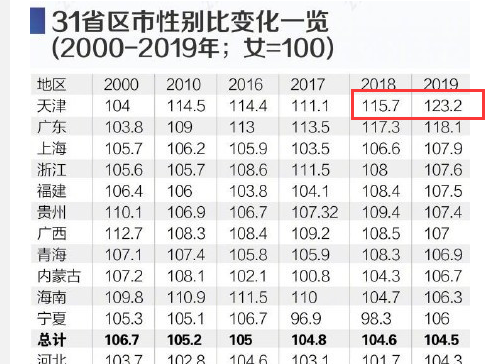 31省区市性别比变化一览
(2000-2019年；女=100)
地区 2000 2010 2016 2017 2018 2019
天津 104 114.5 114.4 111.1 115.7 123.2
广东 103.8 109 113 113.5 117.3 118.1
上海 105.7 106.2 105.9 103.5 106.6 107.9
浙江 105.6 105.7 108.6 111.5 108 107.6
福建 106.4 106 103.8 104.1 108.4 107.5
贵州 110.1 106.9 106.7 107.32 109.4 107.4
广西 112.7 108.3 108.4 109.2 108.5 107
青海 107.1 107.4 105.8 105.9 108.3 106.9
内蒙古 107.2 108.1 102.1 100.8 104.3 106.7
海南 109.8 110.9 111.5 110 104.7 106.3
宁夏 105.3 105.1 106.7 96.9 98.3 106
总计 106.7 105.2 105 104.8 104.6 104.5
河北 103.7 102.8 104.6 103.1 101.7 104.3